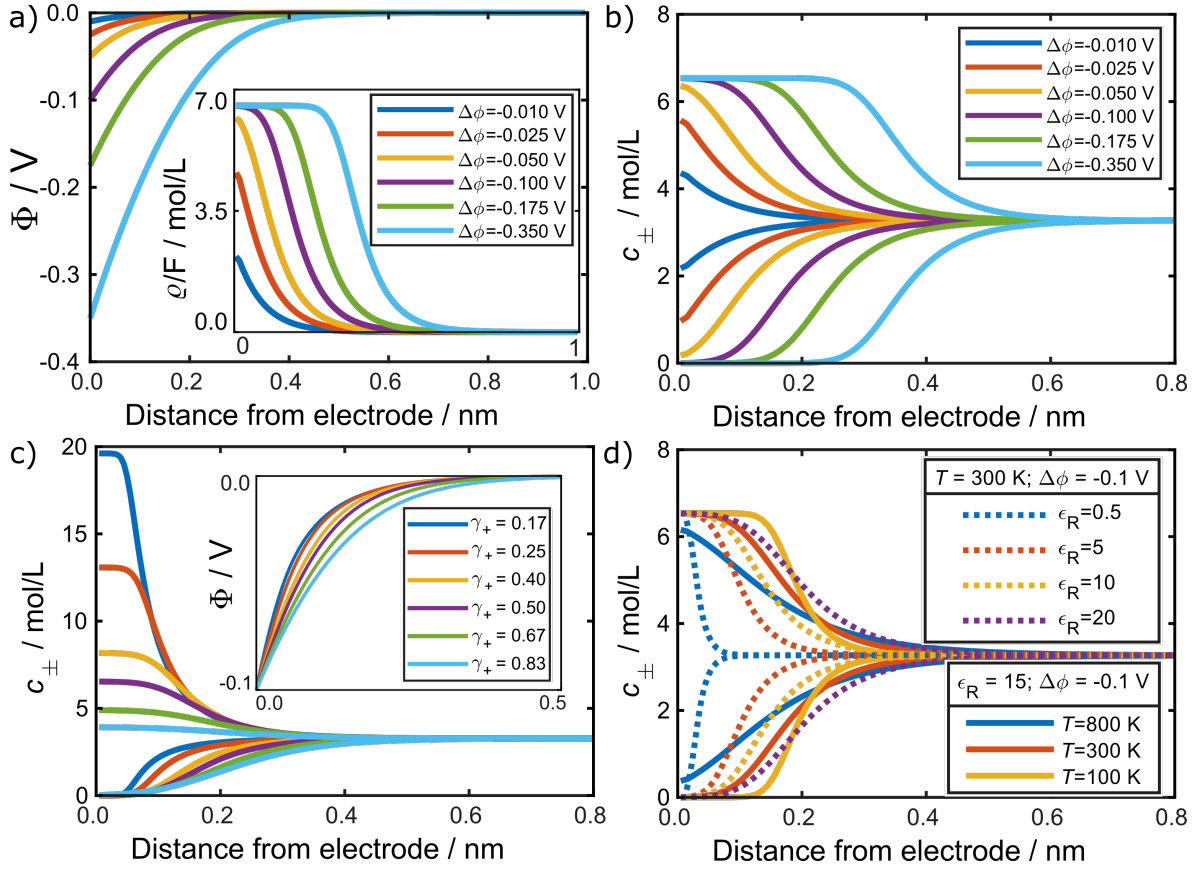 a)
0.0
-0.1
-0.2
-0.3
-0.4
Φ / V
0.0
0.2
0.4
0.6
0.8
1.0
Distance from electrode / nm
7.0
3.5
0.0
ϱ/F / mol/L
0
1
Δϕ=-0.010 V
Δϕ=-0.025 V
Δϕ=-0.050 V
Δϕ=-0.100 V
Δϕ=-0.175 V
Δϕ=-0.350 V
b)
8
6
4
2
0
c± / mol/L
0.0
0.2
0.4
0.6
0.8
Distance from electrode / nm
Δϕ=-0.010 V
Δϕ=-0.025 V
Δϕ=-0.050 V
Δϕ=-0.100 V
Δϕ=-0.175 V
Δϕ=-0.350 V
c)
20
15
10
5
0
c± / mol/L
0.0
0.2
0.4
0.6
0.8
Distance from electrode / nm
0.0
-0.1
Φ / V
0.0
0.5
γ+ = 0.17
γ+ = 0.25
γ+ = 0.40
γ+ = 0.50
γ+ = 0.67
γ+ = 0.83
d)
8
6
4
2
0
c± / mol/L
0.0
0.2
0.4
0.6
0.8
Distance from electrode / nm
T = 300 K; Δϕ = -0.1 V
ϵR=0.5
ϵR=5
ϵR=10
ϵR=20
ϵR = 15; Δϕ = -0.1 V
T=800 K
T=300 K
T=100 K